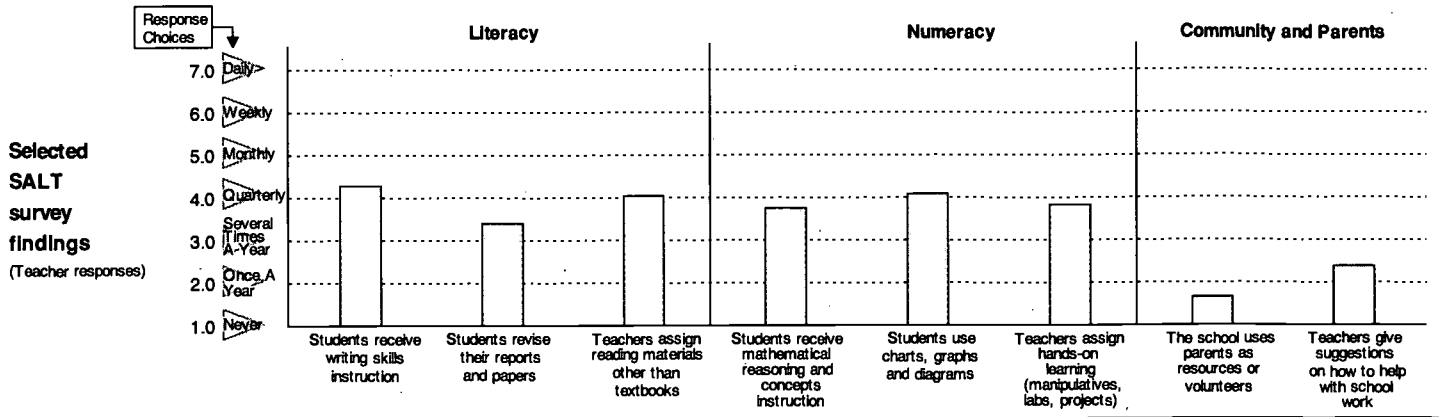 Response
Choices
Literacy
Numeracy
Community and Parents
Selected
SALT
survey
findings
(Teacher responses)
7.0 Daily
6.0 Weekly
5.0 Monthly
4.0 Quarterly
3.0 Several
Times
A-Year
2.0 Once A
Year
1.0 Never
Students receive
writing skills
instruction
Students revise
their reports
and papers
Teachers assign
reading materials
other than
textbooks
Students receive
mathematical
reasoning and
concepts
instruction
Students use
charts, graphs
and diagrams
Teachers assign
hands-on
learning
(manipulatives,
labs, projects)
The school uses
parents as
resources or
volunteers
Teachers give
suggestions
on how to help
with school
work